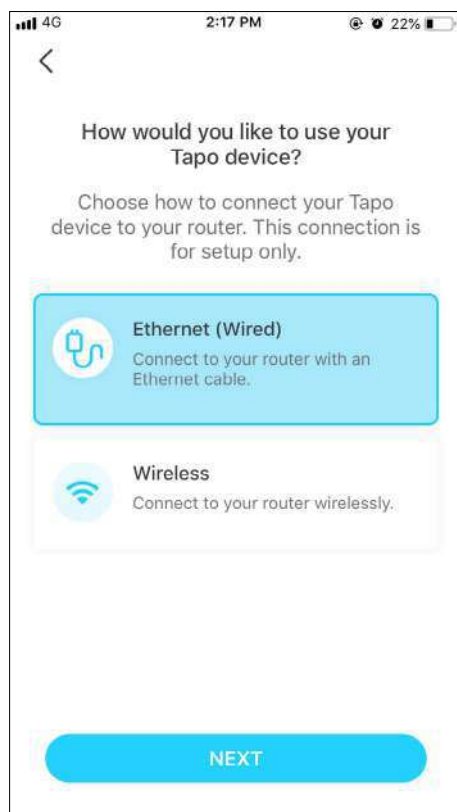 4G 2:17 PM 22%
How would you like to use your
Tapo device?
Choose how to connect your Tapo
device to your router. This connection is
for setup only.
Ethernet (Wired)
Connect to your router with an
Ethernet cable.
Wireless
Connect to your router wirelessly.
NEXT